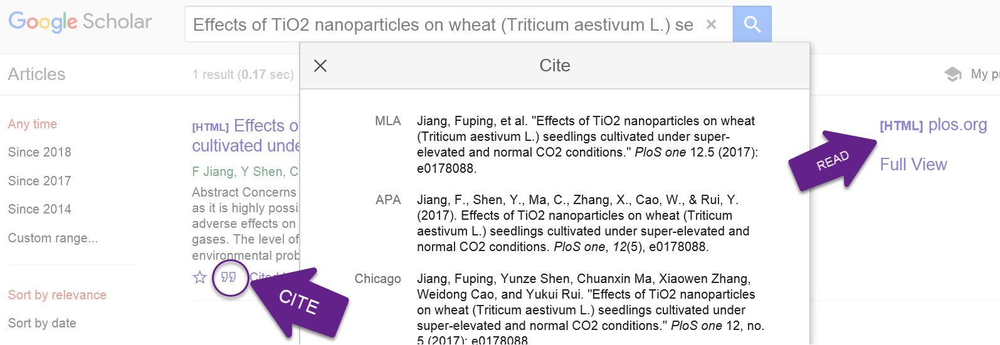 Google Scholar
Effects of TiO2 nanoparticles on wheat (Triticum aestivum L.) se
Articles
1 result (0.17 sec)
My pr
Any time
Since 2018
Since 2017
Since 2014
Custom range...
Sort by relevance
Sort by date
[HTML] Effects o
cultivated unde
F Jiang, Y Shen, C
Abstract Concerns
as it is highly possi
adverse effects on
gases. The level of
environmental prob
Cited
CITE
Cite
MLA
Jiang, Fuping, et al. "Effects of TiO2 nanoparticles on wheat
(Triticum aestivum L.) seedlings cultivated under super-
elevated and normal CO2 conditions." PloS one 12.5 (2017):
e0178088.
APA
Jiang, F., Shen, Y., Ma, C., Zhang, X., Cao, W., & Rui, Y.
(2017). Effects of TiO2 nanoparticles on wheat (Triticum
aestivum L.) seedlings cultivated under super-elevated and
normal CO2 conditions. PloS one, 12(5), e0178088.
Chicago
Jiang, Fuping, Yunze Shen, Chuanxin Ma, Xiaowen Zhang,
Weidong Cao, and Yukui Rui. "Effects of TiO2 nanoparticles
on wheat (Triticum aestivum L.) seedlings cultivated under
super-elevated and normal CO2 conditions." PloS one 12, no.
5 (2017): e0178088
READ
[HTML] plos.org
Full View